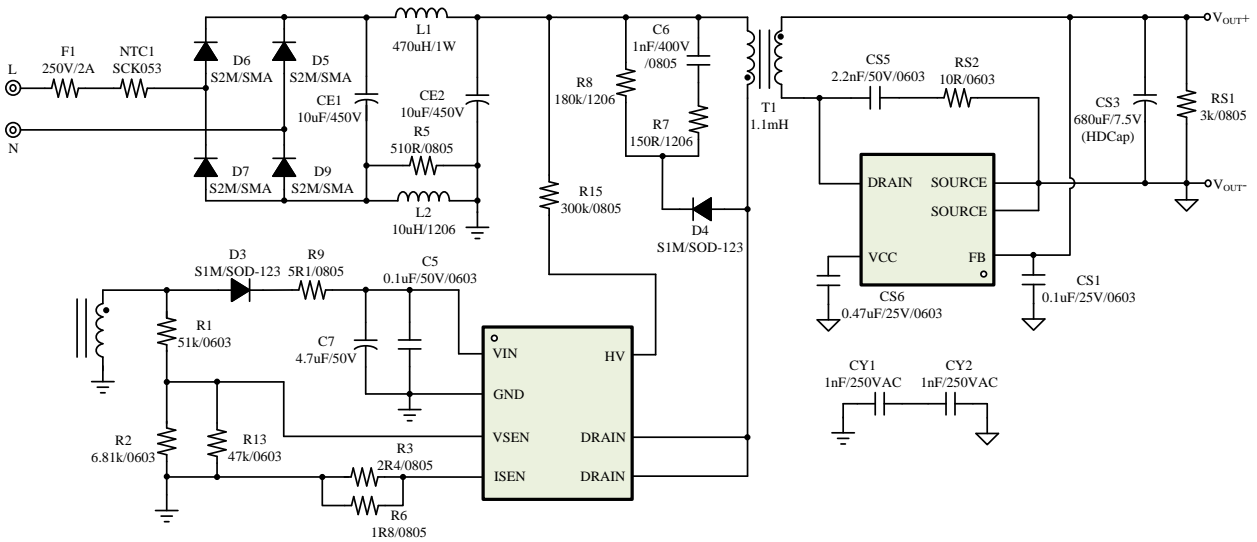 L
F1
250V/2A
NTC1
SCK053
N
D6
S2M/SMA
D5
S2M/SMA
D7
S2M/SMA
D9
S2M/SMA
L1
470uH/1W
CE1
10uF/450V
CE2
10uF/450V
R5
510R/0805
L2
10uH/1206
R15
300k/0805
R8
180k/1206
C6
1nF/400V
/0805
R7
150R/1206
D4
S1M/SOD-123
T1
1.1mH
CS5
2.2nF/50V/0603
RS2
10R/0603
CS3
680uF/7.5V
(HDCap)
RS1
3k/0805
VOUT+
VOUT-
DRAIN
SOURCE
SOURCE
VCC
FB
CS6
0.47uF/25V/0603
CS1
0.1uF/25V/0603
D3
S1M/SOD-123
R9
5R1/0805
C5
0.1uF/50V/0603
R1
51k/0603
C7
4.7uF/50V
R2
6.81k/0603
R13
47k/0603
R3
2R4/0805
R6
1R8/0805
VIN
HV
GND
VSEN
DRAIN
ISEN
DRAIN
CY1
1nF/250VAC
CY2
1nF/250VAC